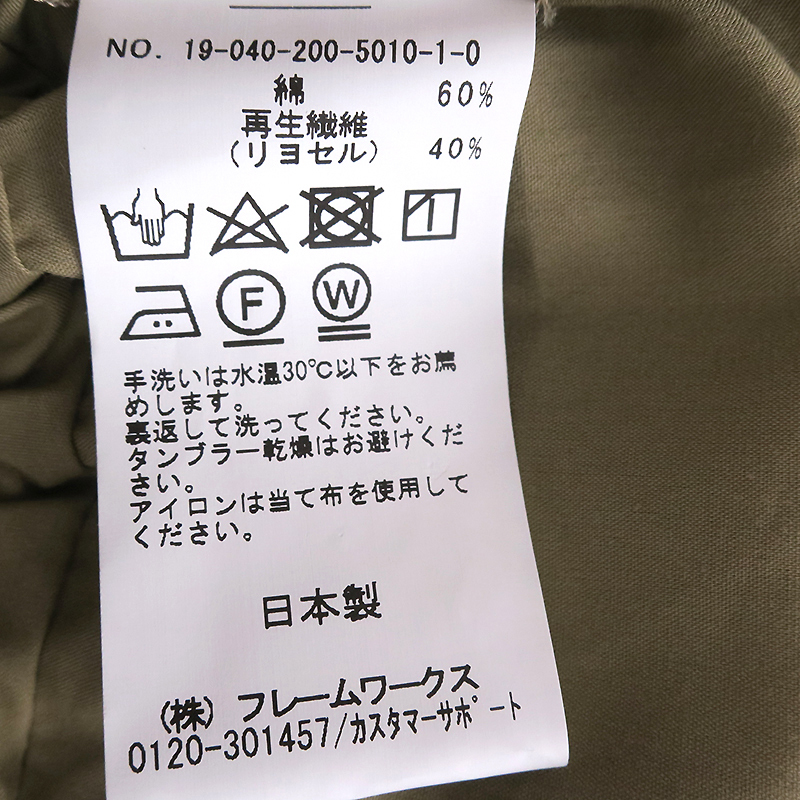 NO. 19-040-200-5010-1-0
綿 60%
再生繊維
(リヨセル) 40%
F W
手洗いは水温30℃以下をお薦
めします。
裏返して洗ってください。
タンブラー乾燥はお避けくだ
さい。
アイロンは当て布を使用して
ください。
日本製
(株) フレームワークス
0120-301457/カスタマーサポート